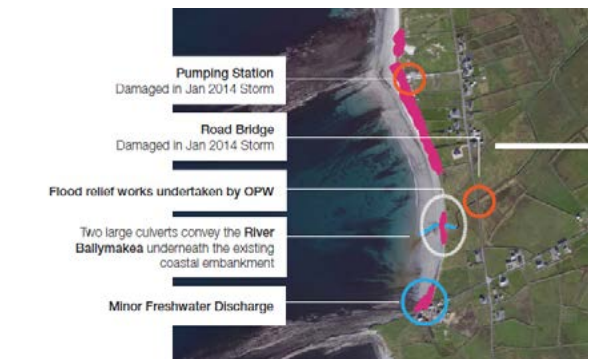 Pumping Station
Damaged in Jan 2014 Storm
Road Bridge
Damaged in Jan 2014 Storm
Flood relief works undertaken by OPW
Two large culverts convey the River
Ballymakea underneath the existing
coastal embankment
Minor Freshwater Discharge